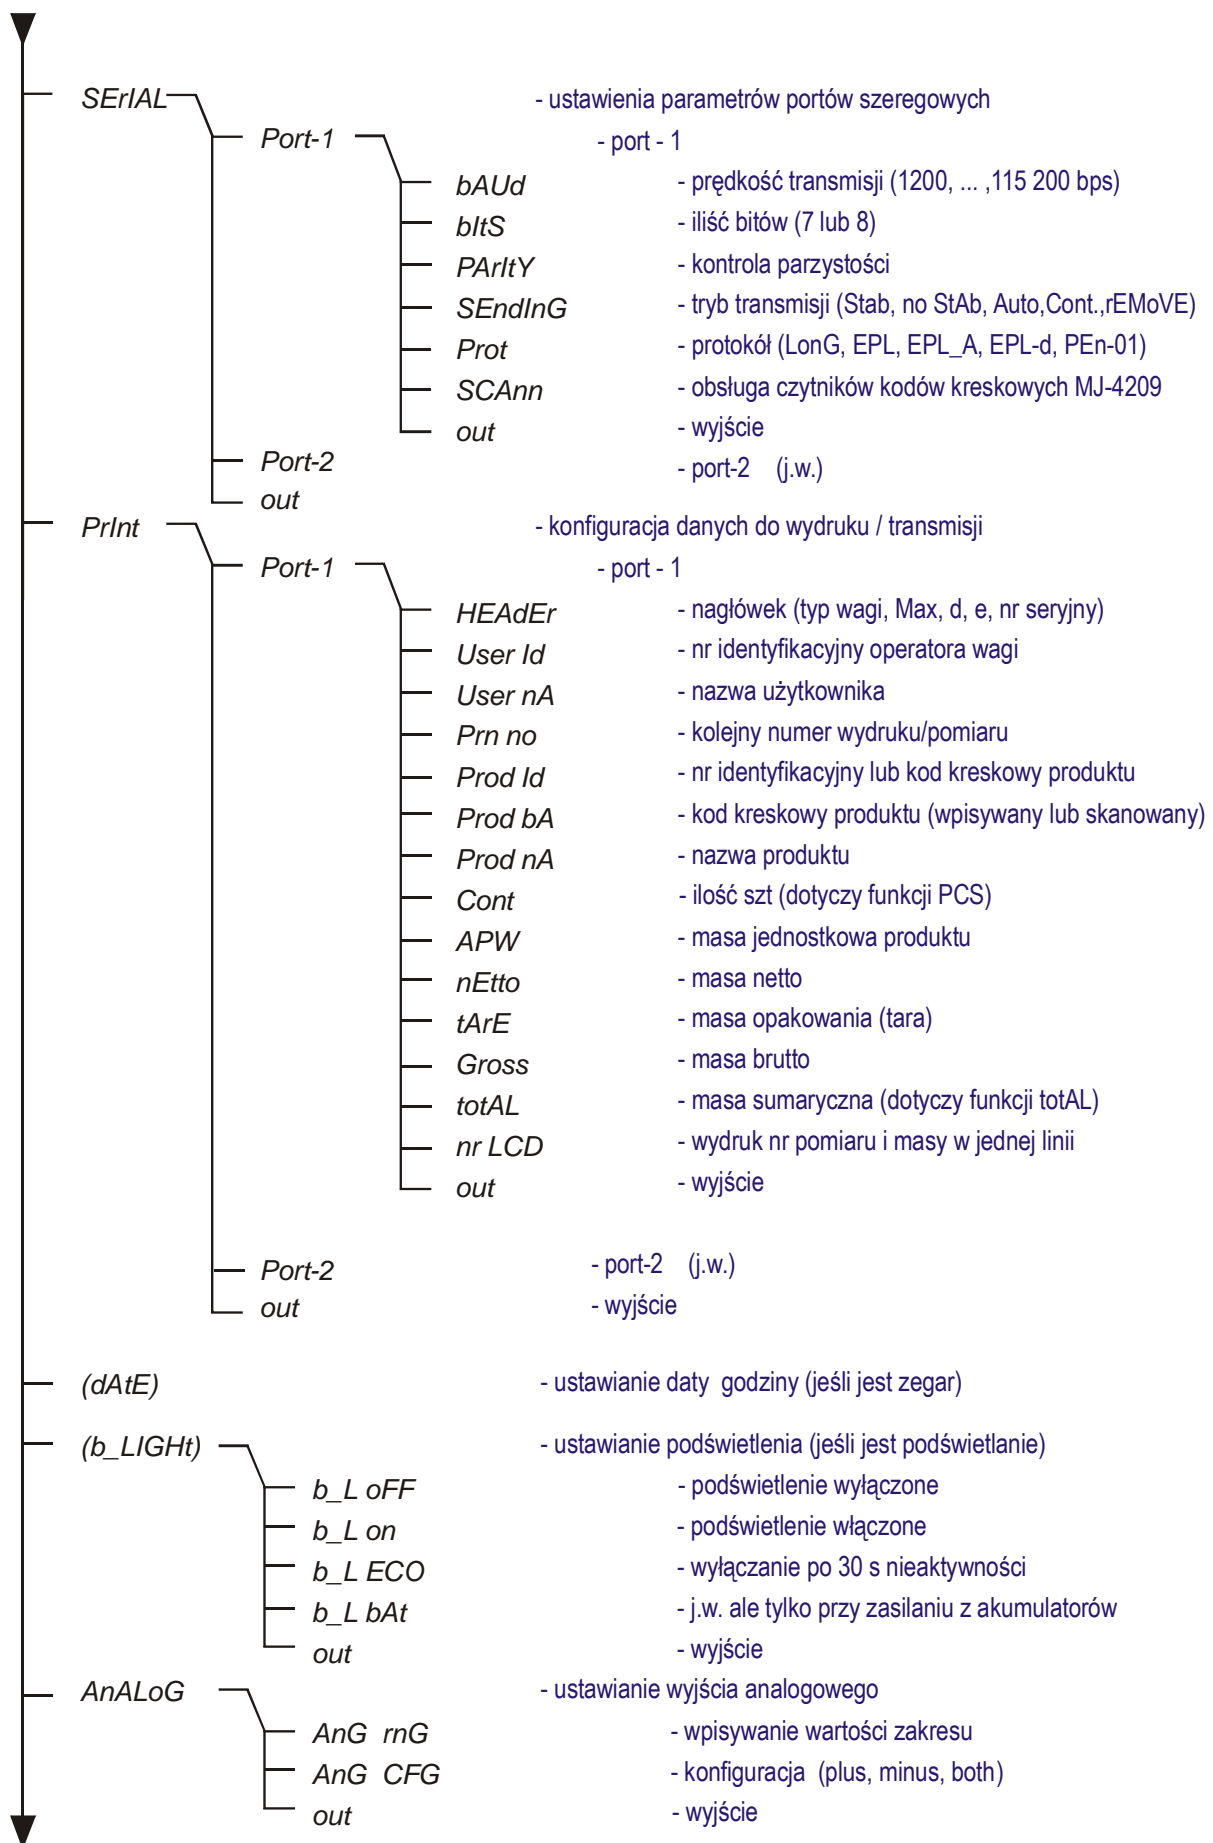 SErIAL - ustawienia parametrów portów szeregowych
Port-1 - port - 1
bAUd - prędkość transmisji (1200, ... ,115 200 bps)
bItS - iliść bitów (7 lub 8)
PArItY - kontrola parzystości
SEndInG - tryb transmisji (Stab, no StAb, Auto,Cont.,rEMoVE)
Prot - protokół (LonG, EPL, EPL_A, EPL-d, PEn-01)
SCAnn - obsługa czytników kodów kreskowych MJ-4209
out - wyjście
Port-2 - port-2 (j.w.)
out
PrInt - konfiguracja danych do wydruku / transmisji
Port-1 - port - 1
HEAdEr - nagłówek (typ wagi, Max, d, e, nr seryjny)
User Id - nr identyfikacyjny operatora wagi
User nA - nazwa użytkownika
Prn no - kolejny numer wydruku/pomiaru
Prod Id - nr identyfikacyjny lub kod kreskowy produktu
Prod bA - kod kreskowy produktu (wpisywany lub skanowany)
Prod nA - nazwa produktu
Cont - ilość szt (dotyczy funkcji PCS)
APW - masa jednostkowa produktu
nEtto - masa netto
tArE - masa opakowania (tara)
Gross - masa brutto
totAL - masa sumaryczna (dotyczy funkcji totAL)
nr LCD - wydruk nr pomiaru i masy w jednej linii
out - wyjście
Port-2 - port-2 (j.w.)
out - wyjście
(dAtE) - ustawianie daty godziny (jeśli jest zegar)
(b_LIGHt) - ustawianie podświetlenia (jeśli jest podświetlanie)
b_L oFF - podświetlenie wyłączone
b_L on - podświetlenie włączone
b_L ECO - wyłączanie po 30 s nieaktywności
b_L bAt - j.w. ale tylko przy zasilaniu z akumulatorów
out - wyjście
AnALoG - ustawianie wyjścia analogowego
AnG rnG - wpisywanie wartości zakresu
AnG CFG - konfiguracja (plus, minus, both)
out - wyjście